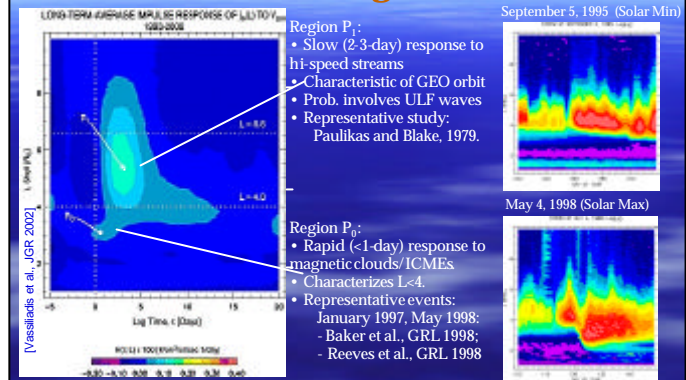 LONG-TERM-AVERAGE IMPULSE RESPONSE OF
1993-2000
L Shell
L=6.6
L=4.0
P1
P0
-5 0 5 10 15 20
Lag Time, τ [Days]
-0.20 -0.10 0.00 0.10 0.20 0.30 0.40
[Vassiliadis et al., JGR 2002]
Region P1:
• Slow (2-3-day) response to
hi-speed streams
• Characteristic of GEO orbit
• Prob. involves ULF waves
• Representative study:
Paulikas and Blake, 1979.
Region P0:
• Rapid (<1-day) response to
magnetic clouds/ICMEs
• Characterizes L<4.
• Representative events:
January 1997, May 1998:
- Baker et al., GRL 1998;
- Reeves et al., GRL 1998
September 5, 1995 (Solar Min)
May 4, 1998 (Solar Max)